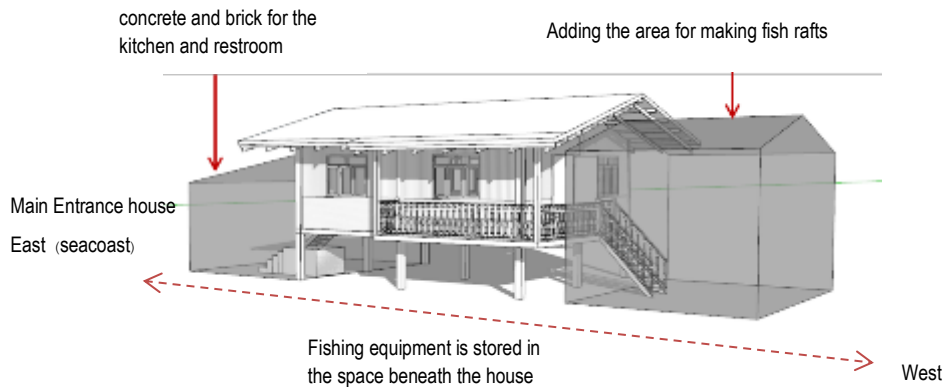 concrete and brick for the
kitchen and restroom
Adding the area for making fish rafts
Main Entrance house
East (seacoast)
Fishing equipment is stored in
the space beneath the house
West